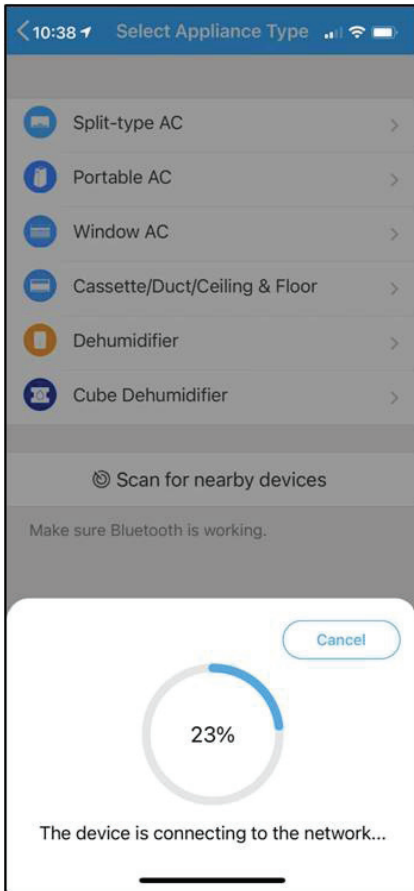 10:38 Select Appliance Type
Split-type AC
Portable AC
Window AC
Cassette/Duct/Ceiling & Floor
Dehumidifier
Cube Dehumidifier
Scan for nearby devices
Make sure Bluetooth is working.
Cancel
23%
The device is connecting to the network...